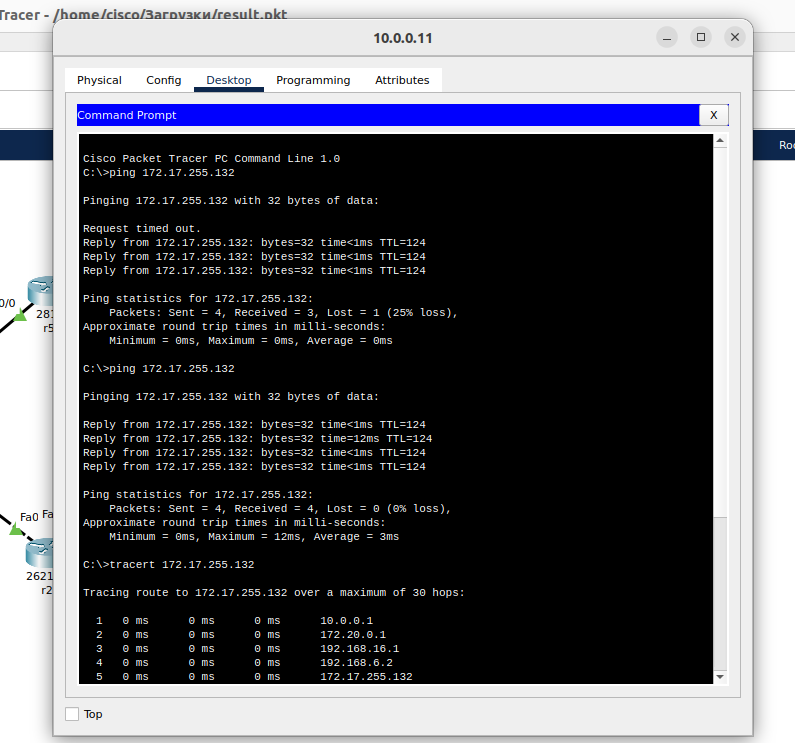 Tracer - /home/cisco/Загрузки/result.pkt
10.0.0.11
Physical Config Desktop Programming Attributes
Command Prompt X
Cisco Packet Tracer PC Command Line 1.0
C:\>ping 172.17.255.132
Pinging 172.17.255.132 with 32 bytes of data:
Request timed out.
Reply from 172.17.255.132: bytes=32 time<1ms TTL=124
Reply from 172.17.255.132: bytes=32 time<1ms TTL=124
Reply from 172.17.255.132: bytes=32 time<1ms TTL=124
Ping statistics for 172.17.255.132:
Packets: Sent = 4, Received = 3, Lost = 1 (25% loss),
Approximate round trip times in milli-seconds:
Minimum = 0ms, Maximum = 0ms, Average = 0ms
C:\>ping 172.17.255.132
Pinging 172.17.255.132 with 32 bytes of data:
Reply from 172.17.255.132: bytes=32 time<1ms TTL=124
Reply from 172.17.255.132: bytes=32 time=12ms TTL=124
Reply from 172.17.255.132: bytes=32 time<1ms TTL=124
Reply from 172.17.255.132: bytes=32 time<1ms TTL=124
Ping statistics for 172.17.255.132:
Packets: Sent = 4, Received = 4, Lost = 0 (0% loss),
Approximate round trip times in milli-seconds:
Minimum = 0ms, Maximum = 12ms, Average = 3ms
C:\>tracert 172.17.255.132
Tracing route to 172.17.255.132 over a maximum of 30 hops:
1 0 ms 0 ms 0 ms 10.0.0.1
2 0 ms 0 ms 0 ms 172.20.0.1
3 0 ms 0 ms 0 ms 192.168.16.1
4 0 ms 0 ms 0 ms 192.168.6.2
5 0 ms 0 ms 0 ms 172.17.255.132
Top
0/0
Fa0 Fa
2621
r2